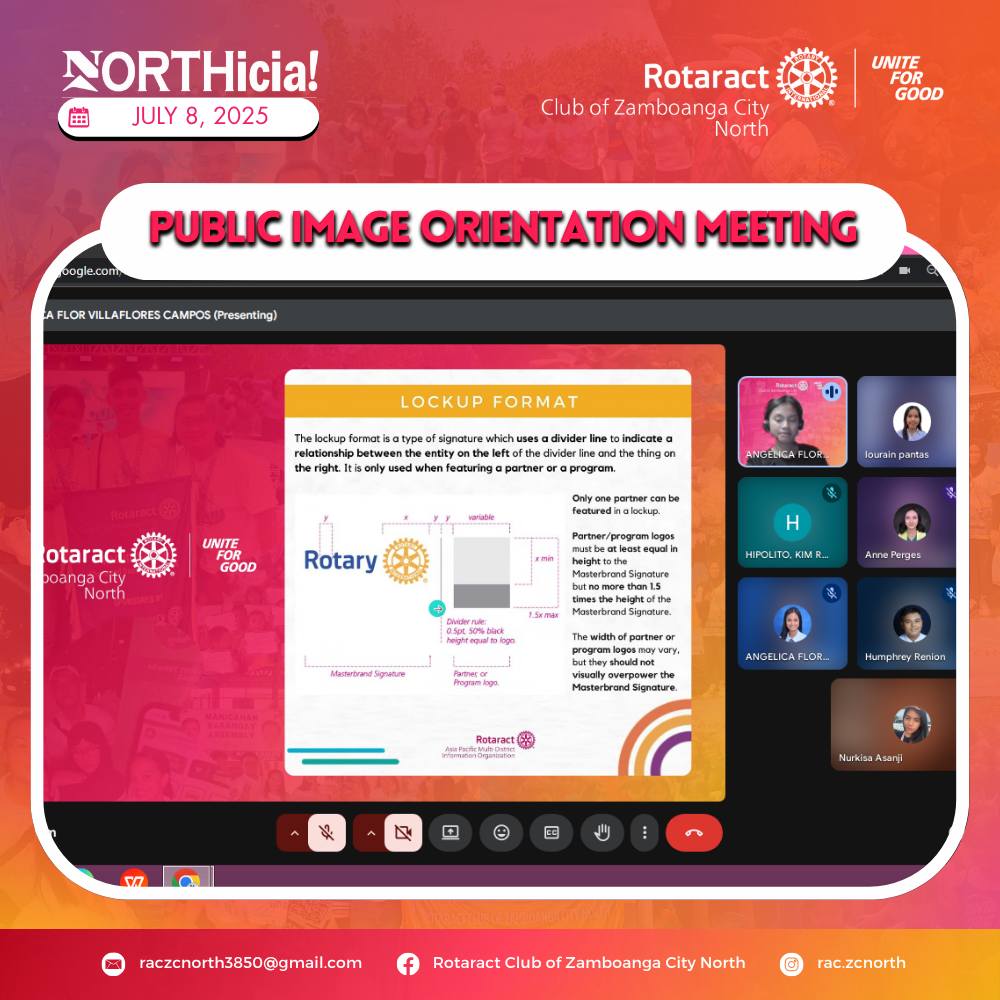 NORTHicia!
JULY 8, 2025
Rotaract
Club of Zamboanga City
North
UNITE
FOR
GOOD
PUBLIC IMAGE ORIENTATION MEETING
google.com/
CA FLOR VILLAFLORES CAMPOS (Presenting)
LOCKUP FORMAT
The lockup format is a type of signature which uses a divider line to indicate a
relationship between the entity on the left of the divider line and the thing on
the right. It is only used when featuring a partner or a program.
Only one partner can be
featured in a lockup.
Partner/program logos
must be at least equal in
height to the
Masterbrand Signature
but no more than 1.5
times the height of the
Masterbrand Signature.
The width of partner or
program logos may vary,
but they should not
visually overpower the
Masterbrand Signature.
y
x
y
y
variable
Rotary
x min
1.5x max
Divider rule:
0.5pt, 50% black
height equal to logo.
Masterbrand Signature
Partner, or
Program logo.
Rotaract
Asia Pacific Multi-District
Information Organization
Rotaract
boanga City
North
UNITE
FOR
GOOD
ANGELICA FLOR...
lourain pantas
H
HIPOLITO, KIM R...
Anne Perges
ANGELICA FLOR...
Humphrey Renion
Nurkisa Asanji
CC
raczcnorth3850@gmail.com
Rotaract Club of Zamboanga City North
rac.zcnorth